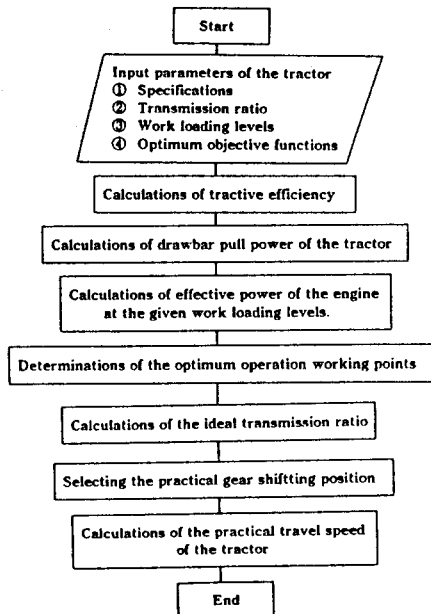 Start
Input parameters of the tractor
① Specifications
② Transmission ratio
③ Work loading levels
④ Optimum objective functions
Calculations of tractive efficiency
Calculations of drawbar pull power of the tractor
Calculations of effective power of the engine
at the given work loading levels.
Determinations of the optimum operation working points
Calculations of the ideal transmission ratio
Selecting the practical gear shiftting position
Calculations of the practical travel speed
of the tractor
End